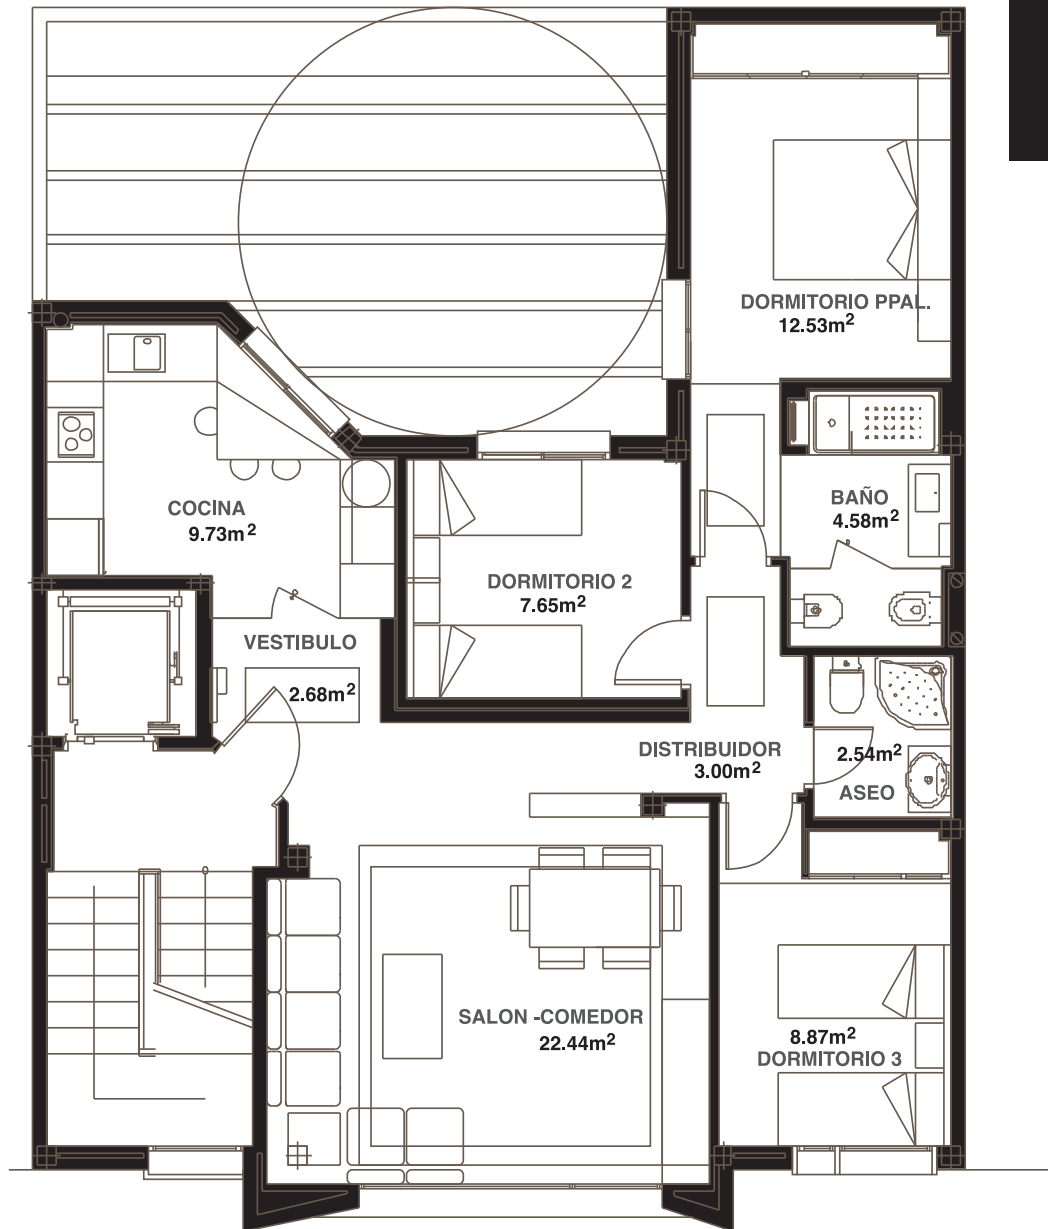 DORMITORIO PPAL.
12.53m²
COCINA
9.73m²
BAÑO
4.58m²
DORMITORIO 2
7.65m²
VESTIBULO
2.68m²
DISTRIBUIDOR
3.00m²
2.54m²
ASEO
SALON -COMEDOR
22.44m²
8.87m²
DORMITORIO 3